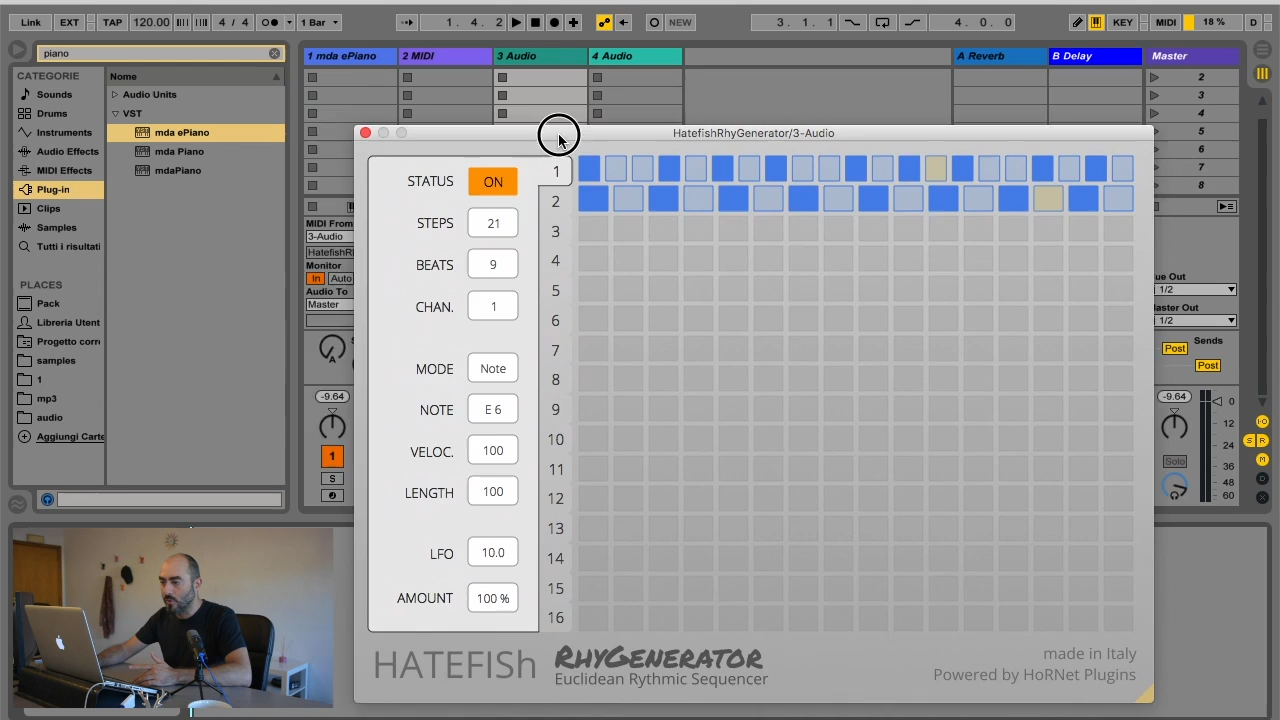 Link EXT TAP 120.00 4 / 4 1 Bar 1. 4. 2 NEW 3. 1. 1 4. 0. 0 KEY MIDI 18 % D
piano
CATEGORIE
Sounds
Drums
Instruments
Audio Effects
MIDI Effects
Plug-in
Clips
Samples
Tutti i risultati
PLACES
Pack
Libreria Utent
Progetto corr
samples
1
mp3
audio
Aggiungi Carte
Nome
Audio Units
VST
mda ePiano
mda Piano
mdaPiano
1 mda ePiano 2 MIDI 3 Audio 4 Audio A Reverb B Delay Master
2
3
4
5
6
7
8
MIDI From
3-Audio
HatefishRh
Monitor
In Auto
Audio To
Master
A
-9.64
1
S
HatefishRhyGenerator/3-Audio
STATUS ON
STEPS 21
BEATS 9
CHAN. 1
MODE Note
NOTE E 6
VELOC. 100
LENGTH 100
LFO 10.0
AMOUNT 100 %
1
2
3
4
5
6
7
8
9
10
11
12
13
14
15
16
HATEFISh RHYGENERATOR
Euclidean Rythmic Sequencer
made in Italy
Powered by HoRNet Plugins
ue Out
1/2
laster Out
1/2
Sends
Post
Post
-9.64
Solo
0
12
24
36
48
60
S R
M
D
X